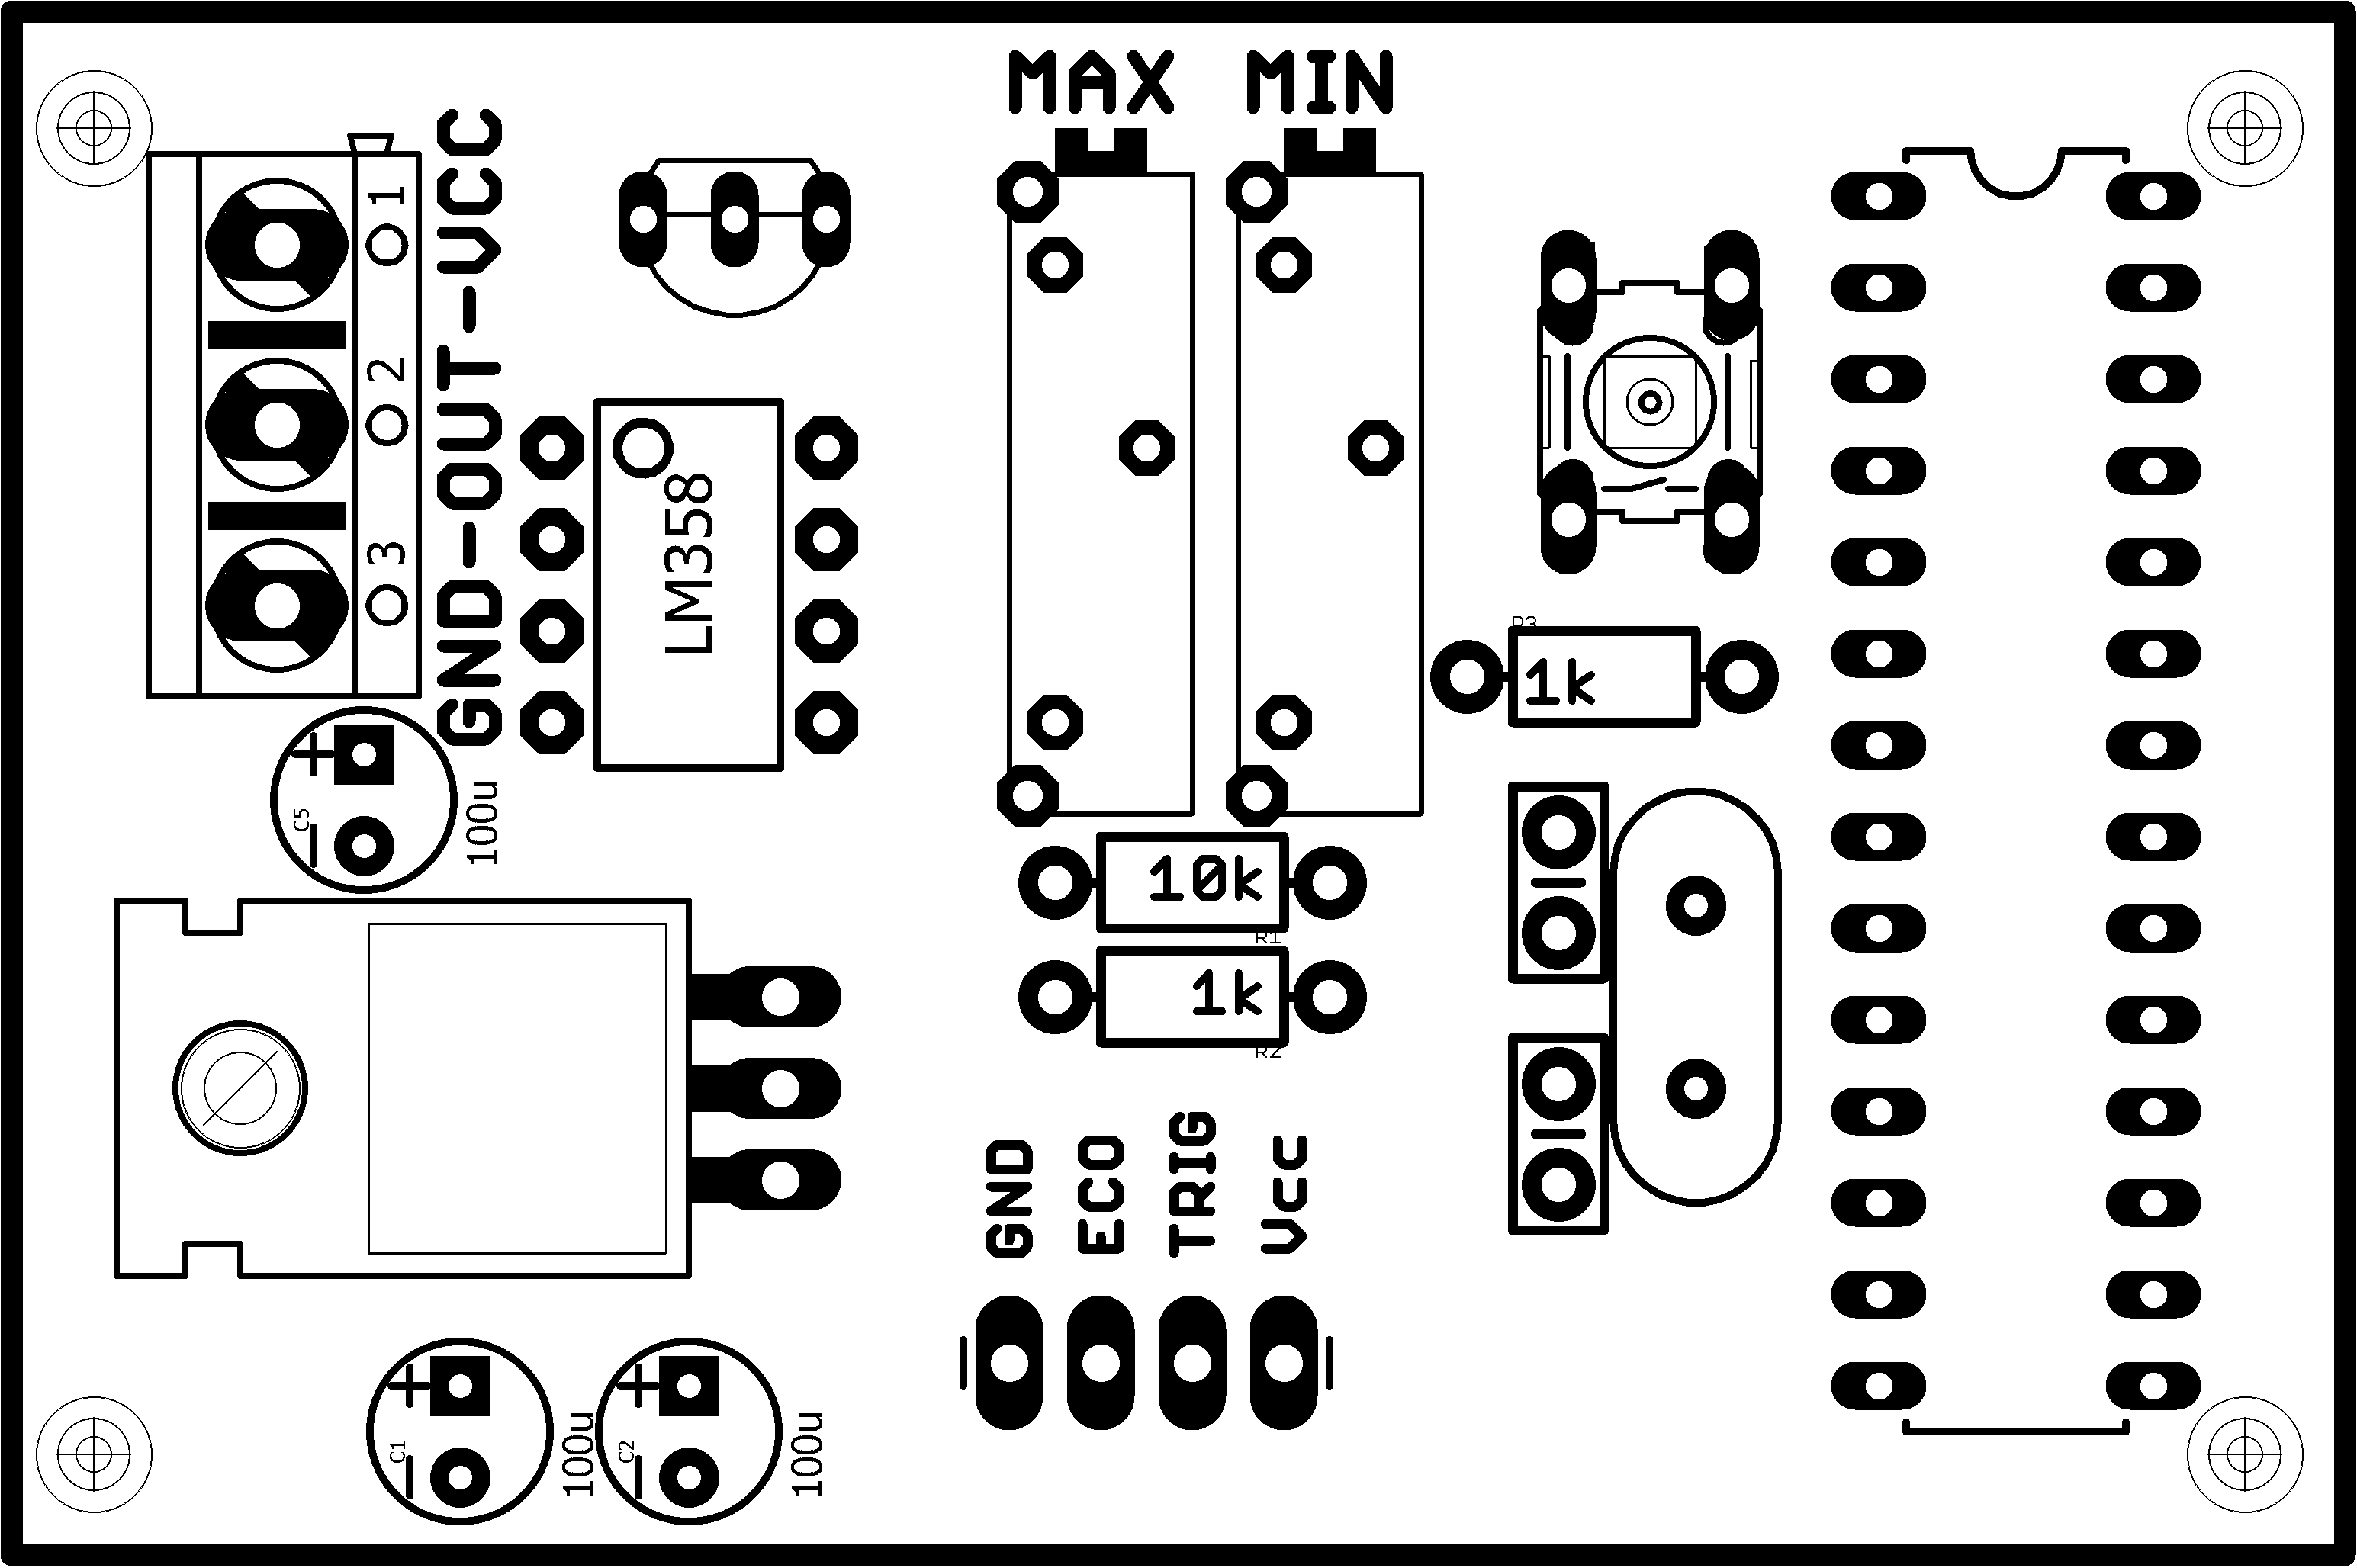 MAX
MIN
1
2
3
GND-OUT-VCC
LM358
R3
1k
C5
100u
10k
R1
1k
R2
GND
ECO
TRIG
Vcc
C1
100u
C2
100u